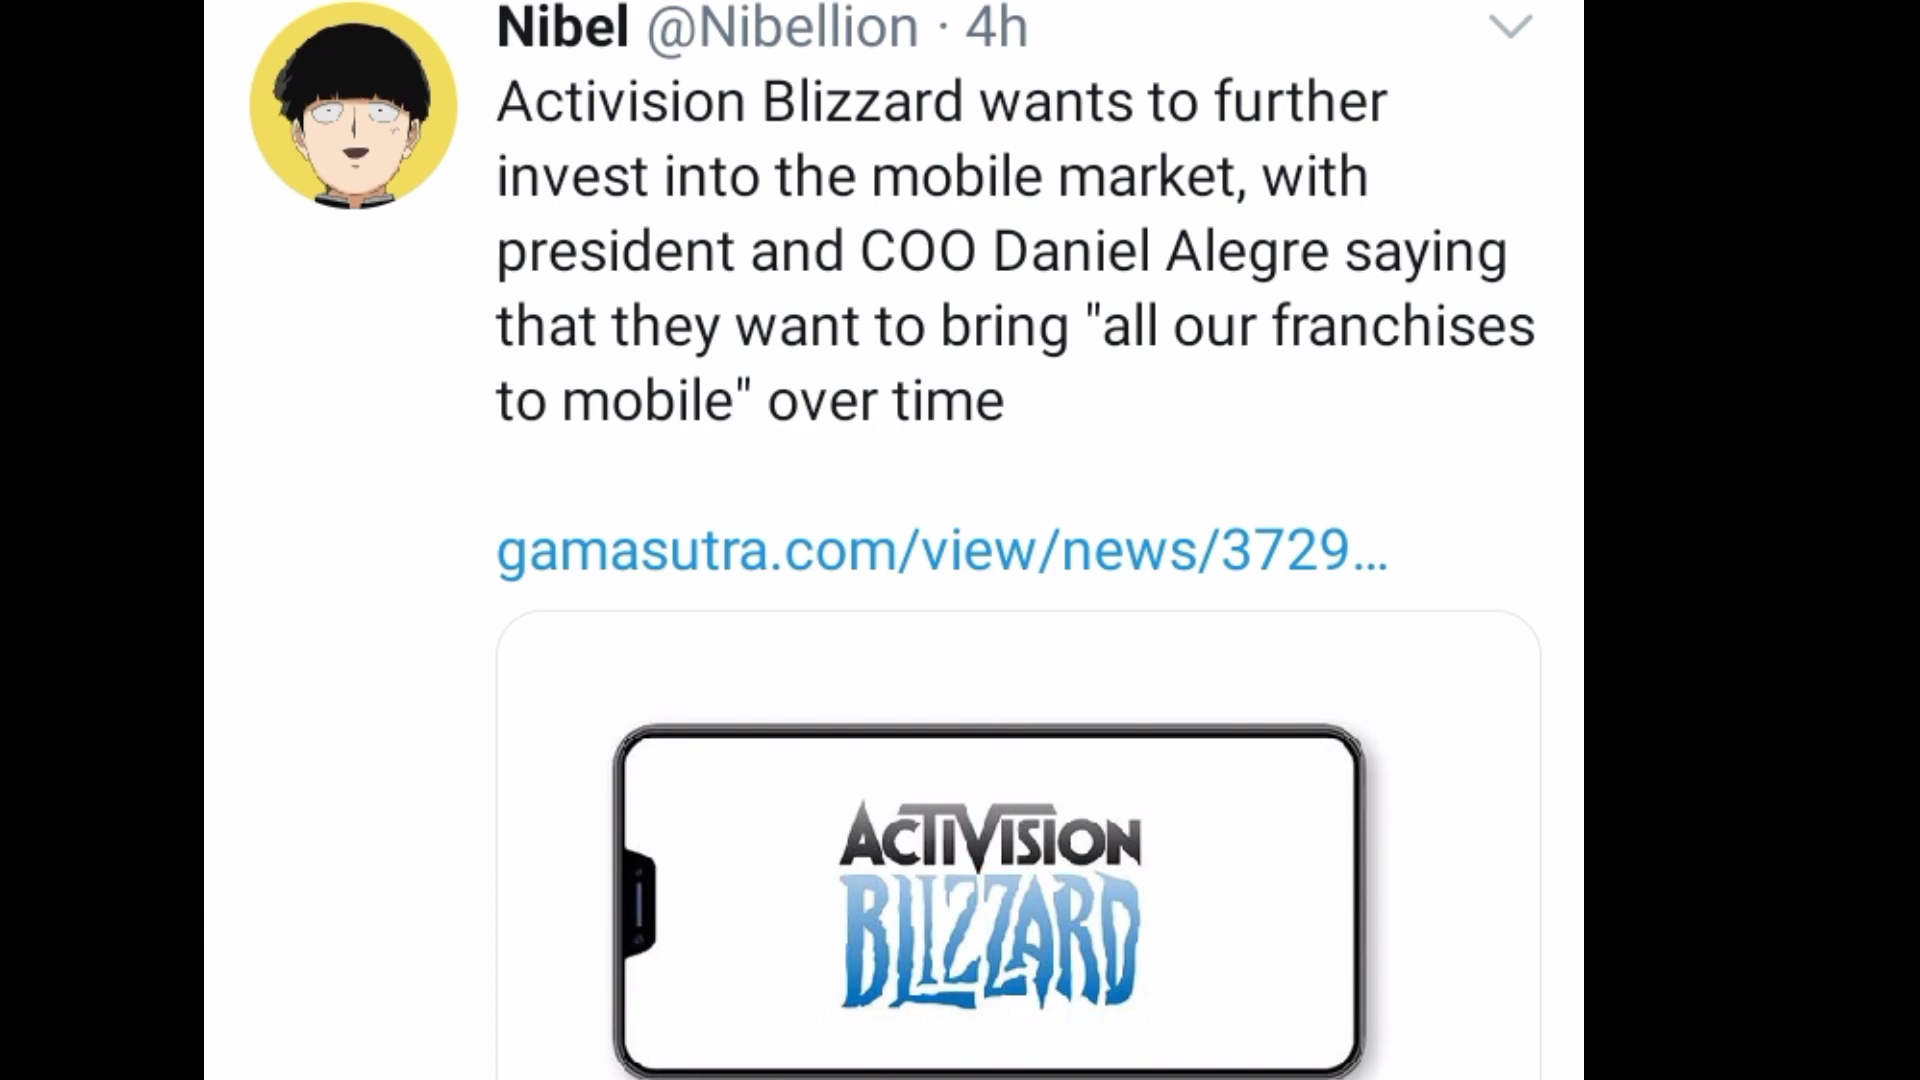 Nibel @Nibellion · 4h
Activision Blizzard wants to further
invest into the mobile market, with
president and COO Daniel Alegre saying
that they want to bring "all our franchises
to mobile" over time
gamasutra.com/view/news/3729…
ACTIVISION
BLIZZARD